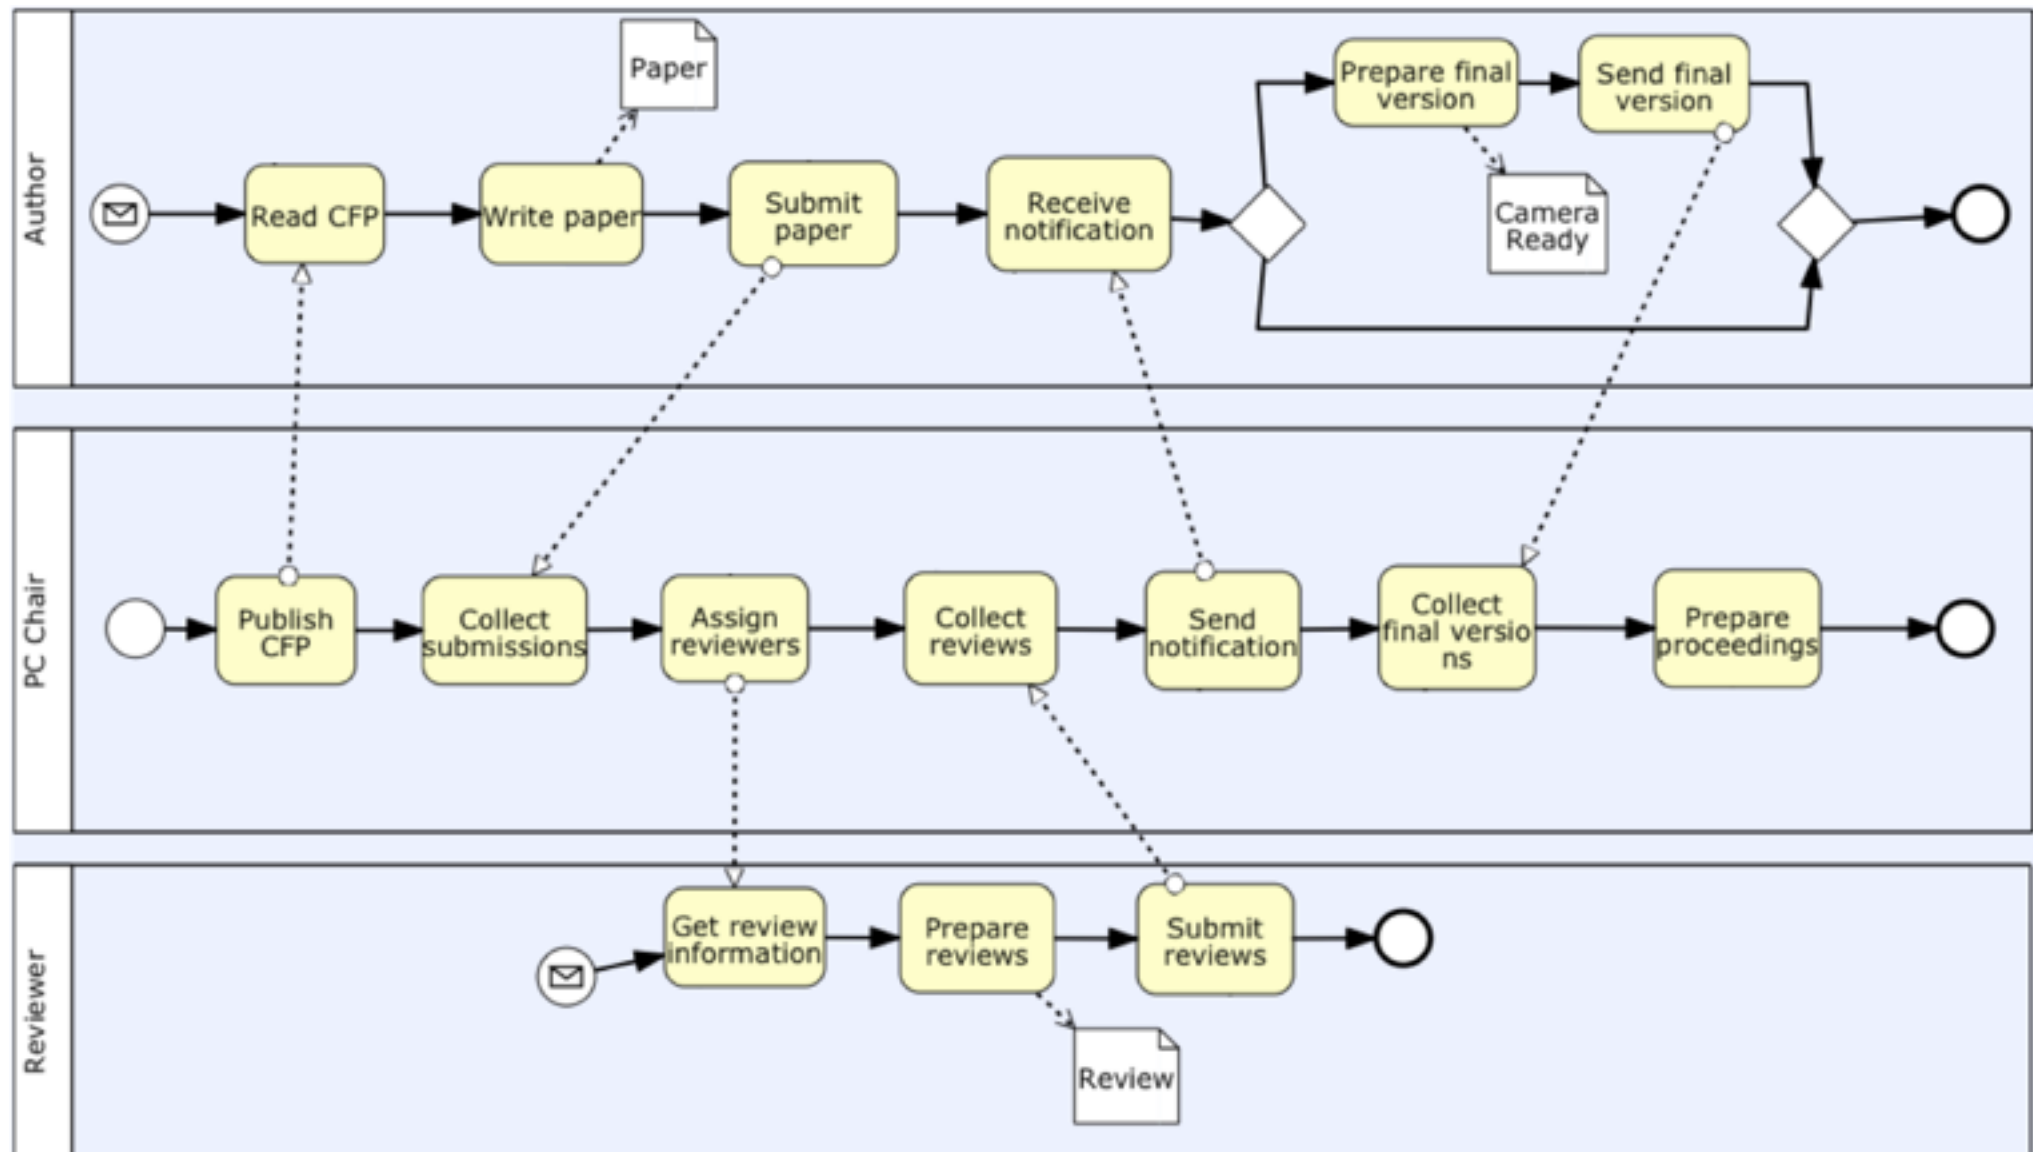 Author
Paper
Read CFP
Write paper
Submit
paper
Receive
notification
Prepare final
version
Send final
version
Camera
Ready
PC Chair
Publish
CFP
Collect
submissions
Assign
reviewers
Collect
reviews
Send
notification
Collect
final versio
ns
Prepare
proceedings
Reviewer
Get review
information
Prepare
reviews
Submit
reviews
Review